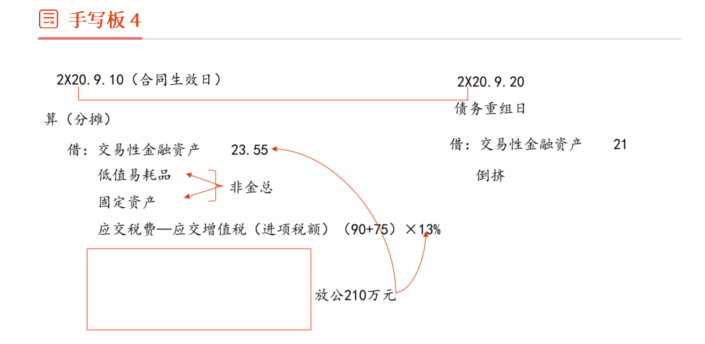 手写板 4
2X20.9.10（合同生效日）
2X20.9.20
债务重组日
算（分摊）
借：交易性金融资产 23.55
借：交易性金融资产 21
低值易耗品
倒挤
非金总
固定资产
应交税费—应交增值税（进项税额）（90+75）×13%
放公210万元